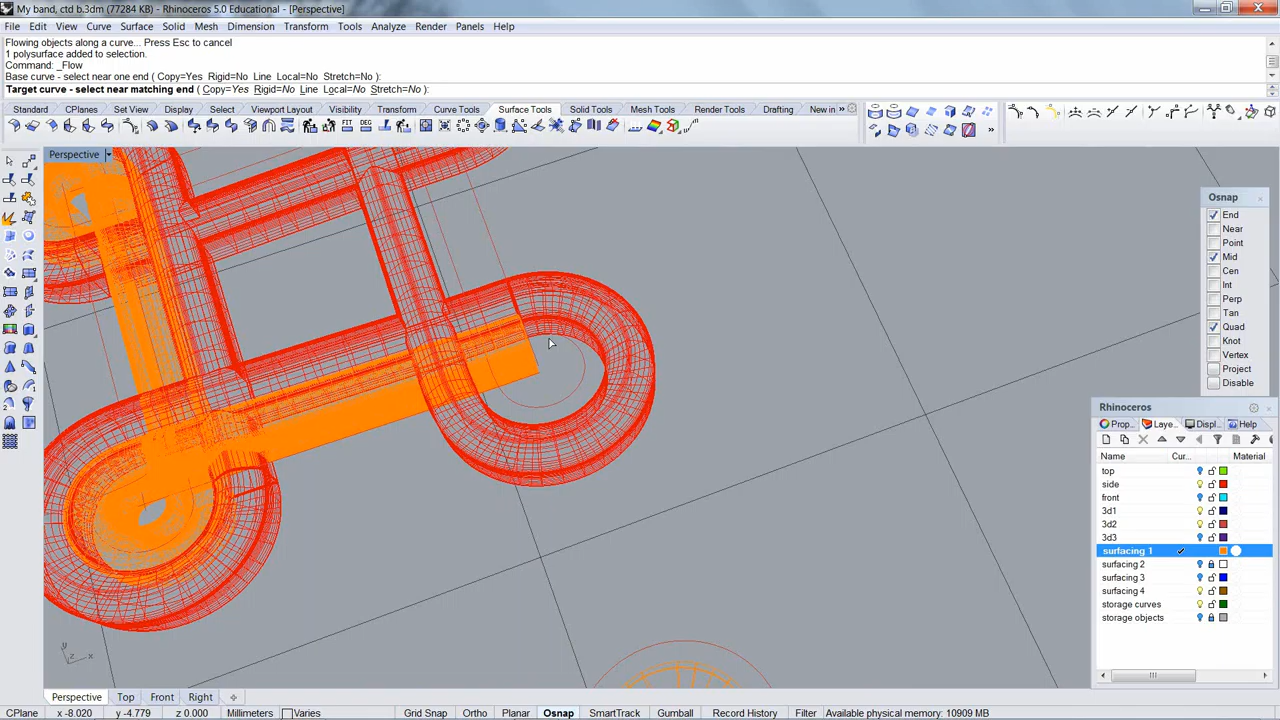 My band, ctd b.3dm (77284 KB) - Rhinoceros 5.0 Educational - [Perspective]
File Edit View Curve Surface Solid Mesh Dimension Transform Tools Analyze Render Panels Help
Flowing objects along a curve... Press Esc to cancel
1 polysurface added to selection.
Command: _Flow
Base curve - select near one end ( Copy=Yes Rigid=No Line Local=No Stretch=No ):
Target curve - select near matching end ( Copy=Yes Rigid=No Line Local=No Stretch=No ):
Standard CPlanes Set View Display Select Viewport Layout Visibility Transform Curve Tools Surface Tools Solid Tools Mesh Tools Render Tools Drafting New in »
FIT DEG
Perspective
Osnap
End
Near
Point
Mid
Cen
Int
Perp
Tan
Quad
Knot
Vertex
Project
Disable
Rhinoceros
Prop... Laye... Displ... Help
Name Cur... Material
top
side
front
3d1
3d2
3d3
surfacing 1
surfacing 2
surfacing 3
surfacing 4
storage curves
storage objects
y
z x
Perspective Top Front Right
CPlane x -8.020 y -4.779 z 0.000 Millimeters Varies Grid Snap Ortho Planar Osnap SmartTrack Gumball Record History Filter Available physical memory: 10909 MB